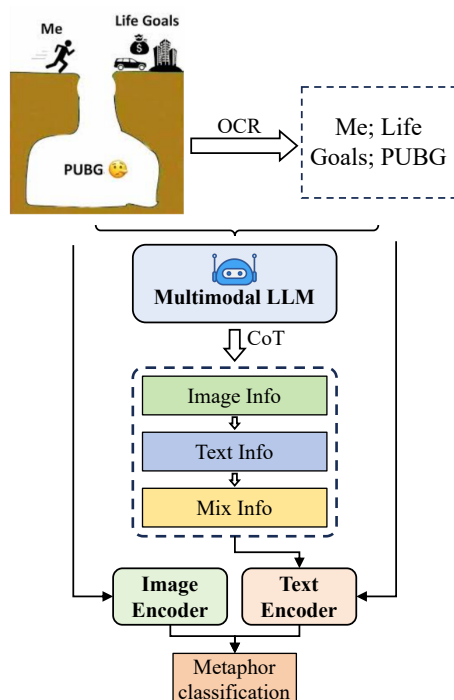 Me
Life Goals
$
PUBG
OCR
Me; Life
Goals; PUBG
Multimodal LLM
CoT
Image Info
Text Info
Mix Info
Image
Encoder
Text
Encoder
Metaphor
classification